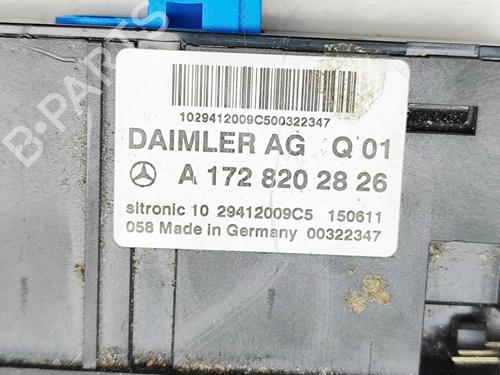 1029412009C500322347
DAIMLER AG Q 01
A 172 820 28 26
sitronic 10 29412009C5 150611
058 Made in Germany 00322347
B-PARTS